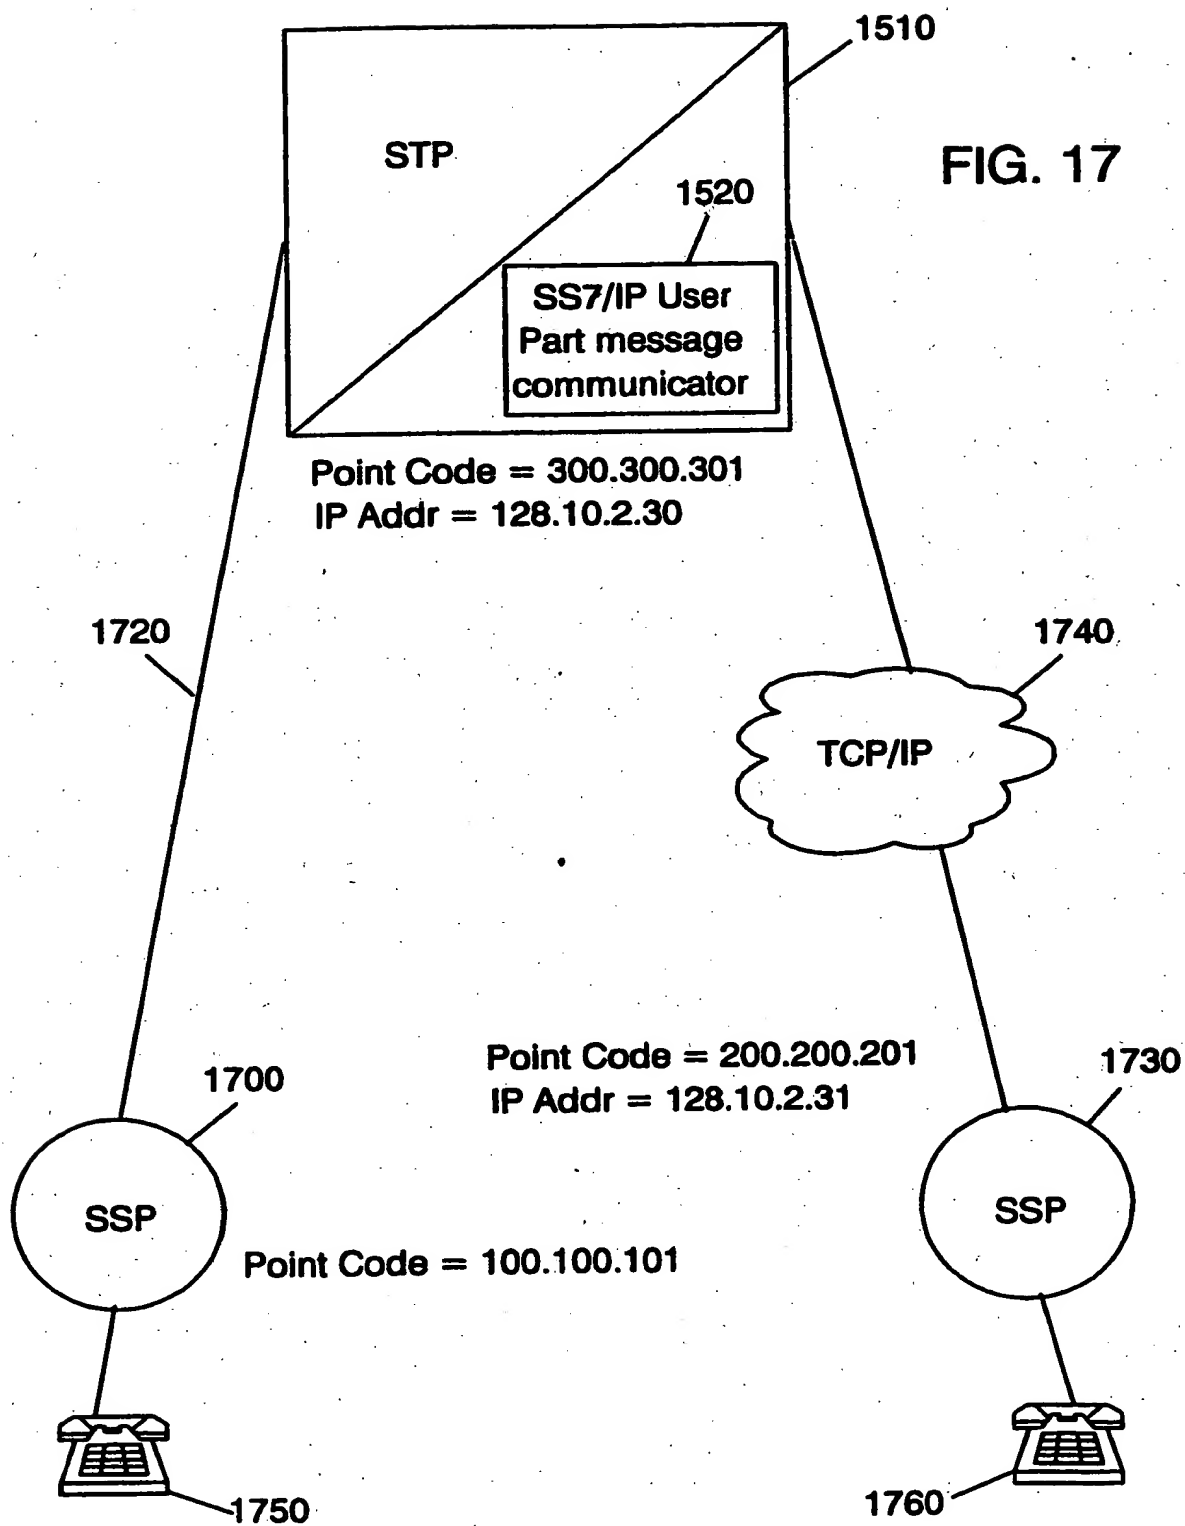 1510
STP
FIG. 17
1520
SS7/IP User
Part message
communicator
Point Code = 300.300.301
IP Addr = 128.10.2.30
1720
1740
TCP/IP
Point Code = 200.200.201
IP Addr = 128.10.2.31
1730
1700
SSP
SSP
Point Code = 100.100.101
1750
1760